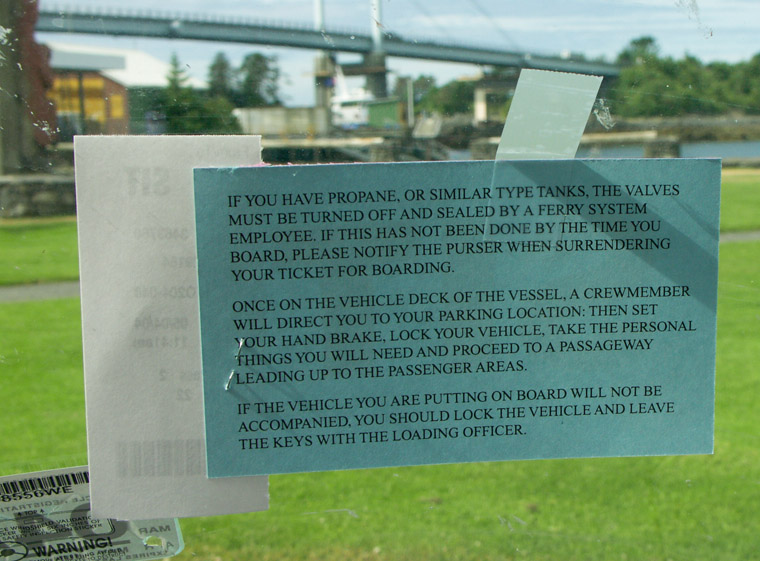 IF YOU HAVE PROPANE, OR SIMILAR TYPE TANKS, THE VALVES
MUST BE TURNED OFF AND SEALED BY A FERRY SYSTEM
EMPLOYEE. IF THIS HAS NOT BEEN DONE BY THE TIME YOU
BOARD, PLEASE NOTIFY THE PURSER WHEN SURRENDERING
YOUR TICKET FOR BOARDING.
ONCE ON THE VEHICLE DECK OF THE VESSEL, A CREWMEMBER
WILL DIRECT YOU TO YOUR PARKING LOCATION: THEN SET
YOUR HAND BRAKE, LOCK YOUR VEHICLE, TAKE THE PERSONAL
THINGS YOU WILL NEED AND PROCEED TO A PASSAGEWAY
LEADING UP TO THE PASSENGER AREAS.
IF THE VEHICLE YOU ARE PUTTING ON BOARD WILL NOT BE
ACCOMPANIED, YOU SHOULD LOCK THE VEHICLE AND LEAVE
THE KEYS WITH THE LOADING OFFICER.
SIT
11:41am
8556WE
WARNING!
MAR